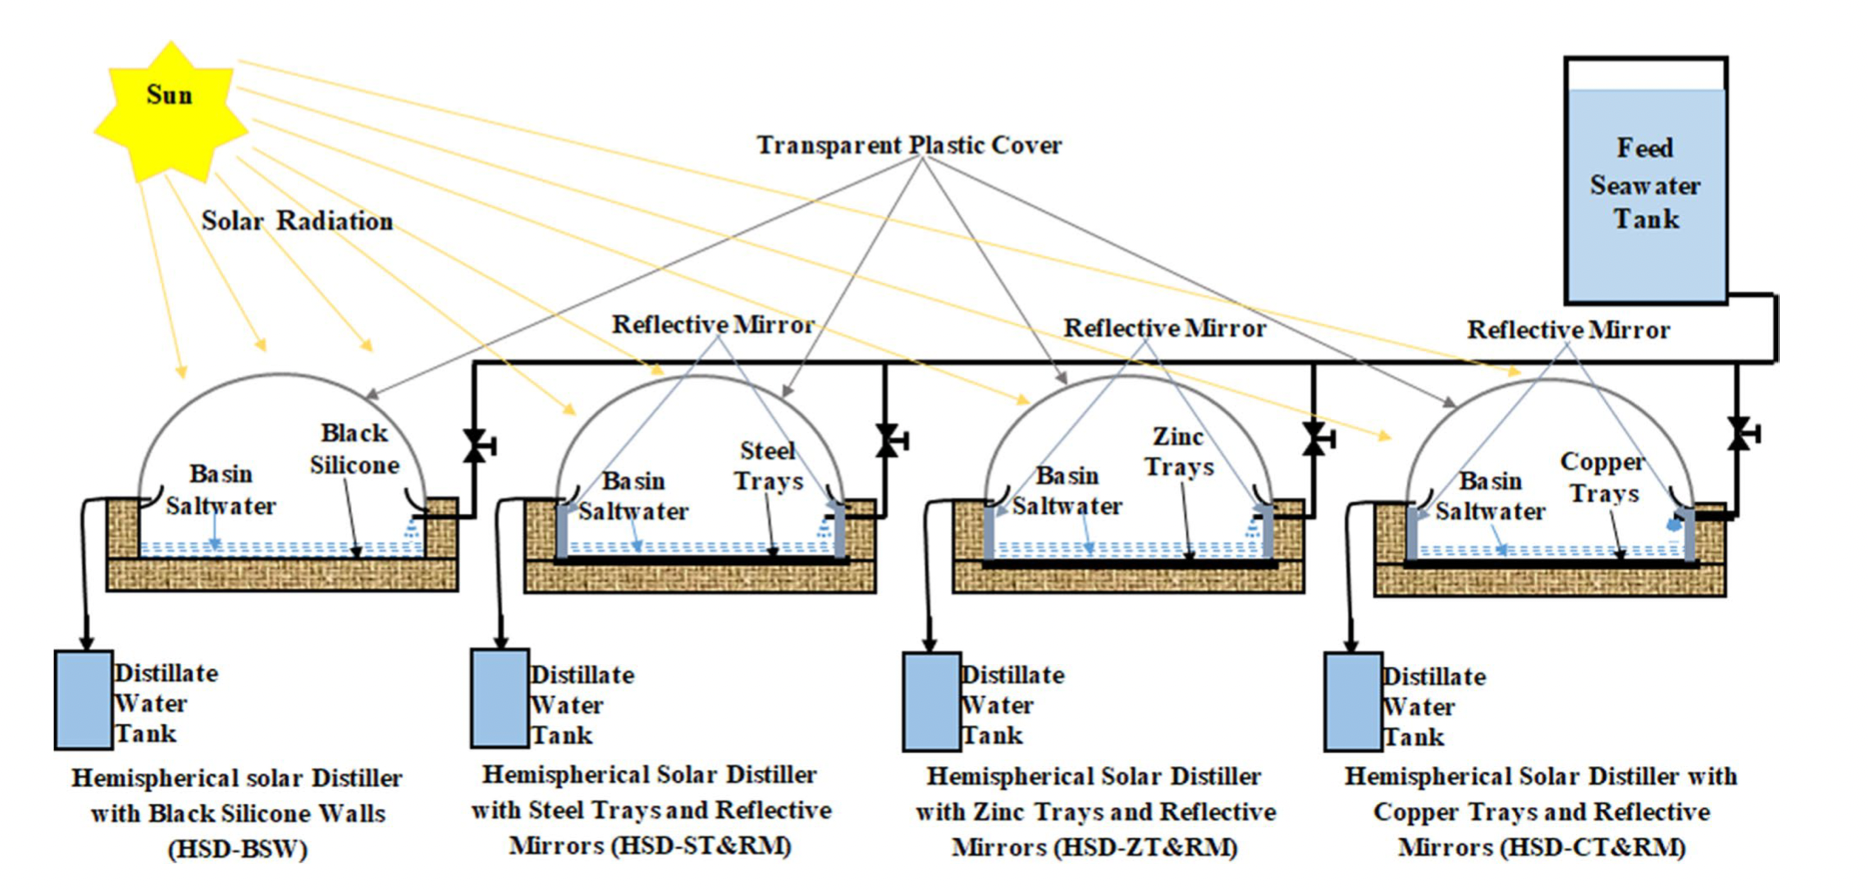 Sun
Solar Radiation
Transparent Plastic Cover
Feed
Seawater
Tank
Reflective Mirror
Reflective Mirror
Reflective Mirror
Black
Silicone
Basin
Saltwater
Steel
Trays
Basin
Saltwater
Zinc
Trays
Basin
Saltwater
Copper
Trays
Basin
Saltwater
Distillate
Water
Tank
Distillate
Water
Tank
Distillate
Water
Tank
Distillate
Water
Tank
Hemispherical solar Distiller
with Black Silicone Walls
(HSD-BSW)
Hemispherical Solar Distiller
with Steel Trays and Reflective
Mirrors (HSD-ST&RM)
Hemispherical Solar Distiller
with Zinc Trays and Reflective
Mirrors (HSD-ZT&RM)
Hemispherical Solar Distiller with
Copper Trays and Reflective
Mirrors (HSD-CT&RM)